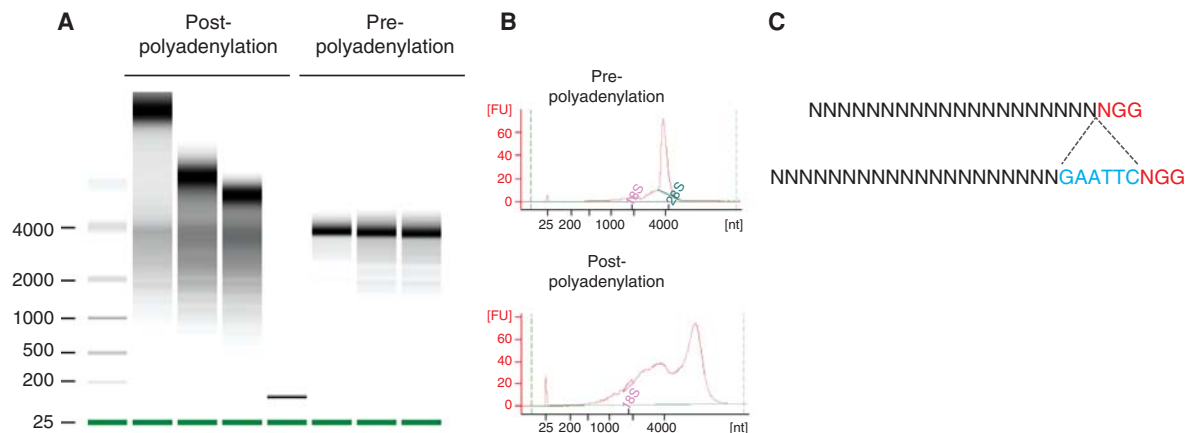 A
Post-
polyadenylation
Pre-
polyadenylation
4000
2000
1000
500
200
25
B
Pre-
polyadenylation
[FU]
60
40
20
0
18S
28S
25 200 1000 4000 [nt]
Post-
polyadenylation
[FU]
60
40
20
0
18S
25 200 1000 4000 [nt]
C
NNNNNNNNNNNNNNNNNNNNNGG
NNNNNNNNNNNNNNNNNNNNGAATTCNGG